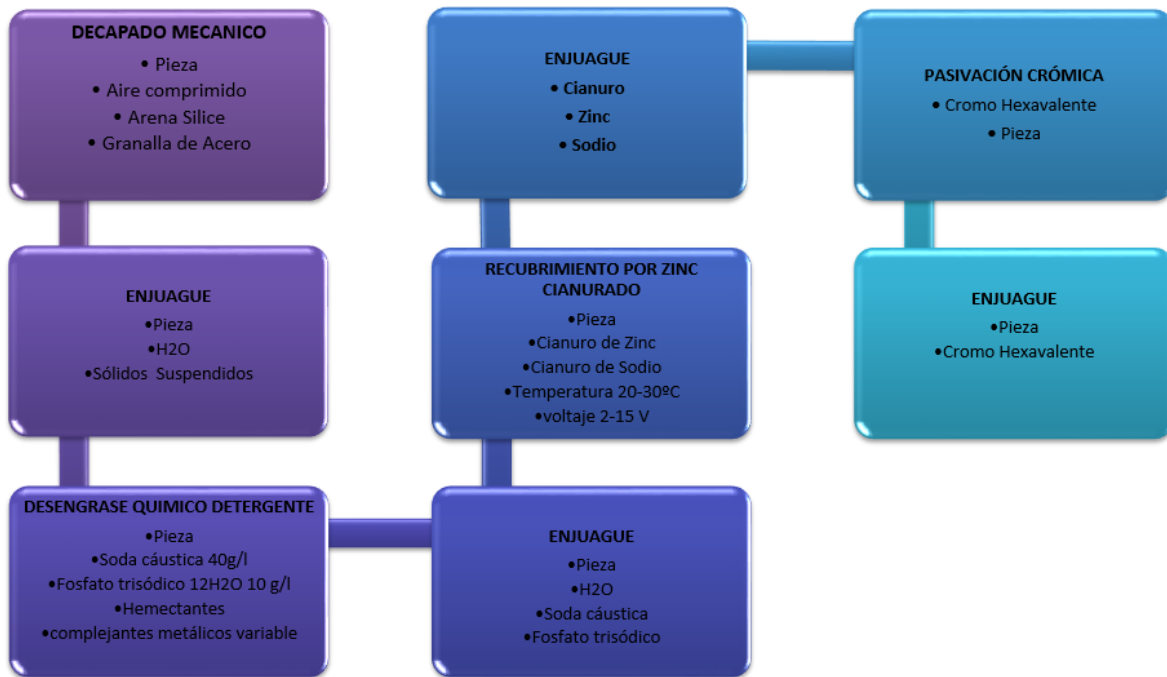 DECAPADO MECANICO
• Pieza
• Aire comprimido
• Arena Silice
• Granalla de Acero
ENJUAGUE
•Pieza
•H2O
•Sólidos Suspendidos
DESENGRASE QUIMICO DETERGENTE
•Pieza
•Soda cáustica 40g/l
•Fosfato trisódico 12H2O 10 g/l
•Hemectantes
•complejantes metálicos variable
ENJUAGUE
•Pieza
•H2O
•Soda cáustica
•Fosfato trisódico
RECUBRIMIENTO POR ZINC
CIANURADO
•Pieza
•Cianuro de Zinc
•Cianuro de Sodio
•Temperatura 20-30ºC
•voltaje 2-15 V
ENJUAGUE
• Cianuro
• Zinc
• Sodio
PASIVACIÓN CRÓMICA
• Cromo Hexavalente
• Pieza
ENJUAGUE
•Pieza
•Cromo Hexavalente